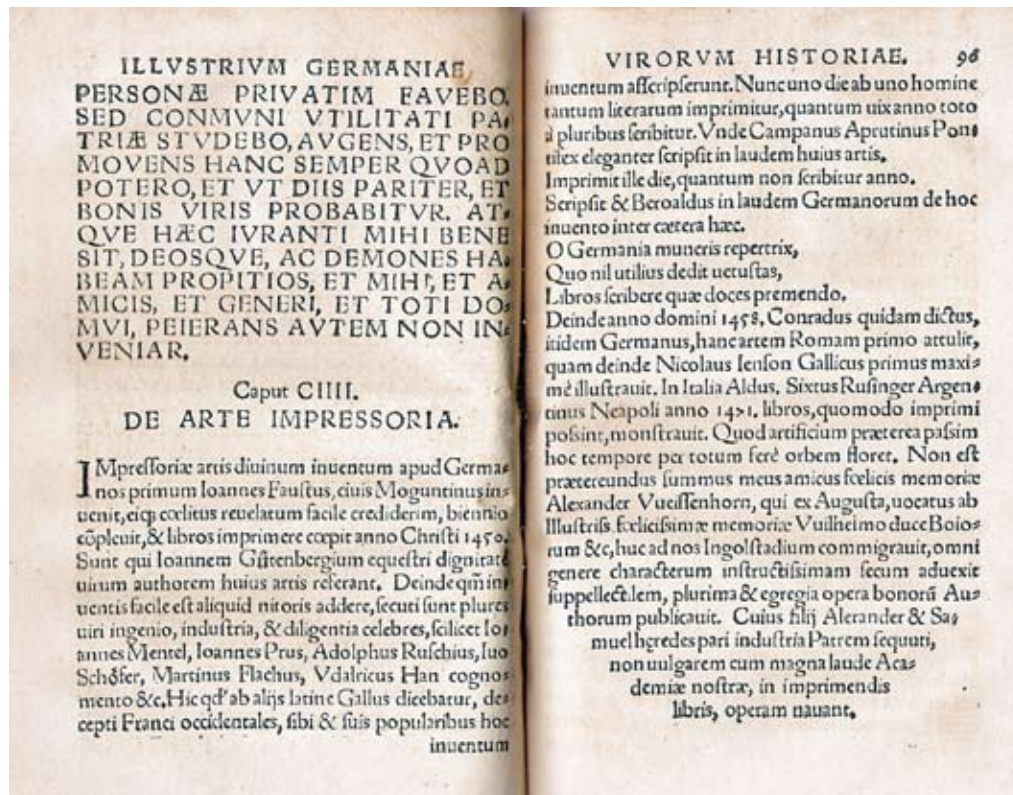 ILLVSTRIVM GERMANIAE
PERSONÆ PRIVATIM FAVEBO,
SED CONMVNI VTILITATI PA⸗
TRIÆ STVDEBO, AVGENS, ET PRO
MOVENS HANC SEMPER QVOAD
POTERO, ET VT DIIS PARITER, ET
BONIS VIRIS PROBABITVR. AT⸗
QVE HÆC IVRANTI MIHI BENE
SIT, DEOSQVE, AC DEMONES HA⸗
BEAM PROPITIOS, ET MIHI, ET A⸗
MICIS, ET GENERI, ET TOTI DO⸗
MVI, PEIERANS AVTEM NON IN⸗
VENIAR.
Caput CIIII.
DE ARTE IMPRESSORIA.
IMpreſſoriæ artis diuinum inuentum apud Germa⸗
nos primum Ioannes Fauſtus, ciuis Moguntinus in⸗
uenit, eiq́ cœlitus reuelatum facile crediderim, biennio
cõpleuit, & libros imprimere cœpit anno Chriſti 1450.
Sunt qui Ioannem Gůtenbergium equeſtri dignitatē
uirum authorem huius artis referant. Deinde qm̃ in⸗
uentis facile eſt aliquid nitoris addere, ſecuti ſunt plures
uiri ingenio, induſtria, & diligentia celebres, ſcilicet Io⸗
annes Mentel, Ioannes Prus, Adolphus Ruſchius, Iuo
Schôfer, Martinus Flachus, Vdalricus Han cogno⸗
mento &c. Hic qđ ab alijs latine Gallus dicebatur, de⸗
cepti Franci occidentales, ſibi & ſuis popularibus hoc
inuentum
VIRORVM HISTORIAE. 96
inuentum aſſcripſerunt. Nunc uno die ab uno homine
tantum literarum imprimitur, quantum uix anno toto
à pluribus ſcribitur. Vnde Campanus Aprutinus Pon⸗
tifex eleganter ſcripſit in laudem huius artis.
Imprimit ille die, quantum non ſcribitur anno.
Scripſit & Beroaldus in laudem Germanorum de hoc
inuento inter cætera hæc.
O Germania muneris repertrix,
Quo nil utilius dedit uetuſtas,
Libros ſcribere quæ doces premendo.
Deinde anno domini 1458. Conradus quidam dictus,
itidem Germanus, hanc artem Romam primo attulit,
quam deinde Nicolaus Ienſon Gallicus primus maxi⸗
mè illuſtrauit. In Italia Aldus. Sixtus Ruſinger Argen⸗
tinus Neapoli anno 1471. libros, quomodo imprimi
poſsint, monſtrauit. Quod artificium præterea paſsim
hoc tempore per totum ferè orbem floret. Non eſt
prætereundus ſummus meus amicus fœlicis memoriæ
Alexander Vueiſſenhorn, qui ex Auguſta, uocatus ab
Illuſtriſs. fœliciſsimæ memoriæ Vuilheimo duce Boio⸗
rum &c, huc ad nos Ingolſtadium commigrauit, omni
genere characterum inſtructiſsimam ſecum aduexit
ſuppellectilem, plurima & egregia opera bonorũ Au⸗
thorum publicauit. Cuius filij Alerander & Sa⸗
muel hęredes pari induſtria Patrem ſequuti,
non uulgarem cum magna laude Aca⸗
demiæ noſtræ, in imprimendis
libris, operam nauant.